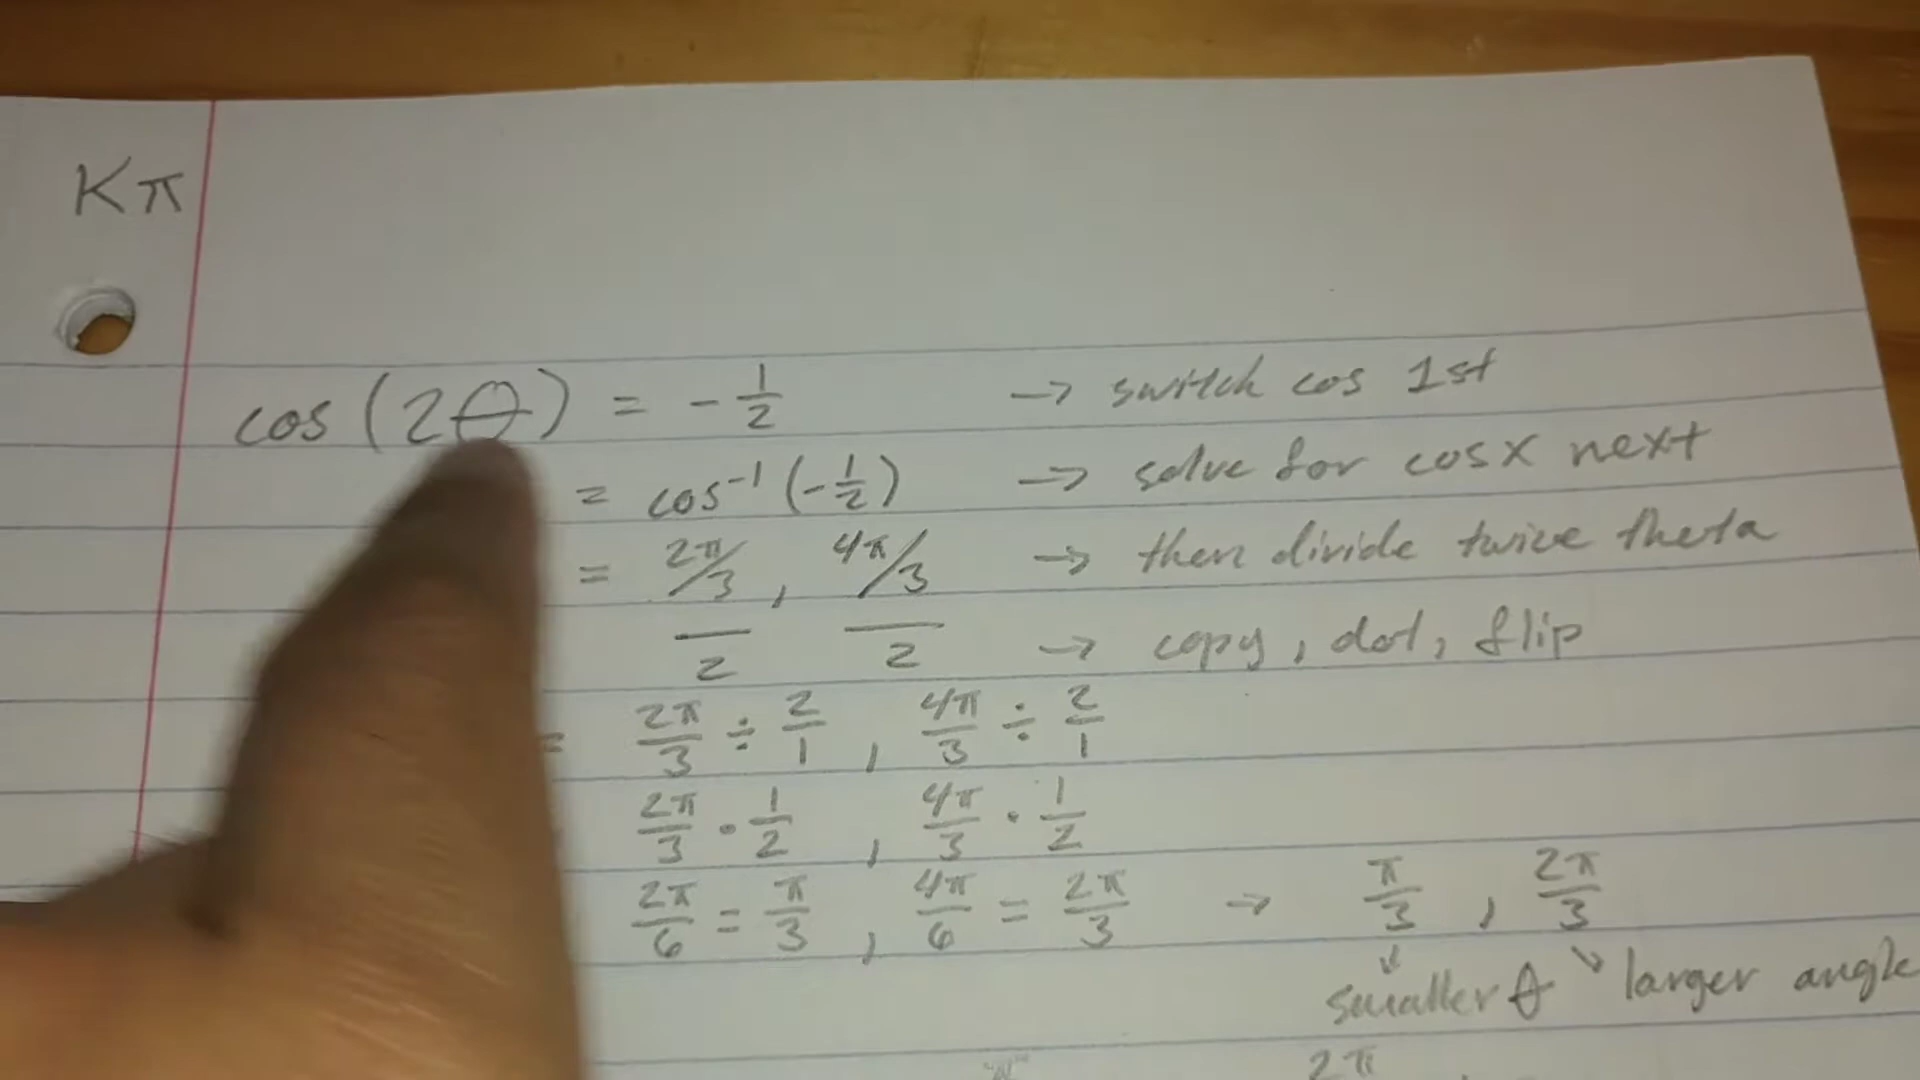 Kπ
cos(2θ) = -1/2 → switch cos 1st
= cos⁻¹(-1/2) → solve for cosx next
= 2π/3, 4π/3 → then divide twice theta
/2 /2 → copy, dot, flip
= 2π/3 ÷ 2/1, 4π/3 ÷ 2/1
2π/3 · 1/2, 4π/3 · 1/2
2π/6 = π/3, 4π/6 = 2π/3 → π/3, 2π/3
smaller θ larger angle
2π